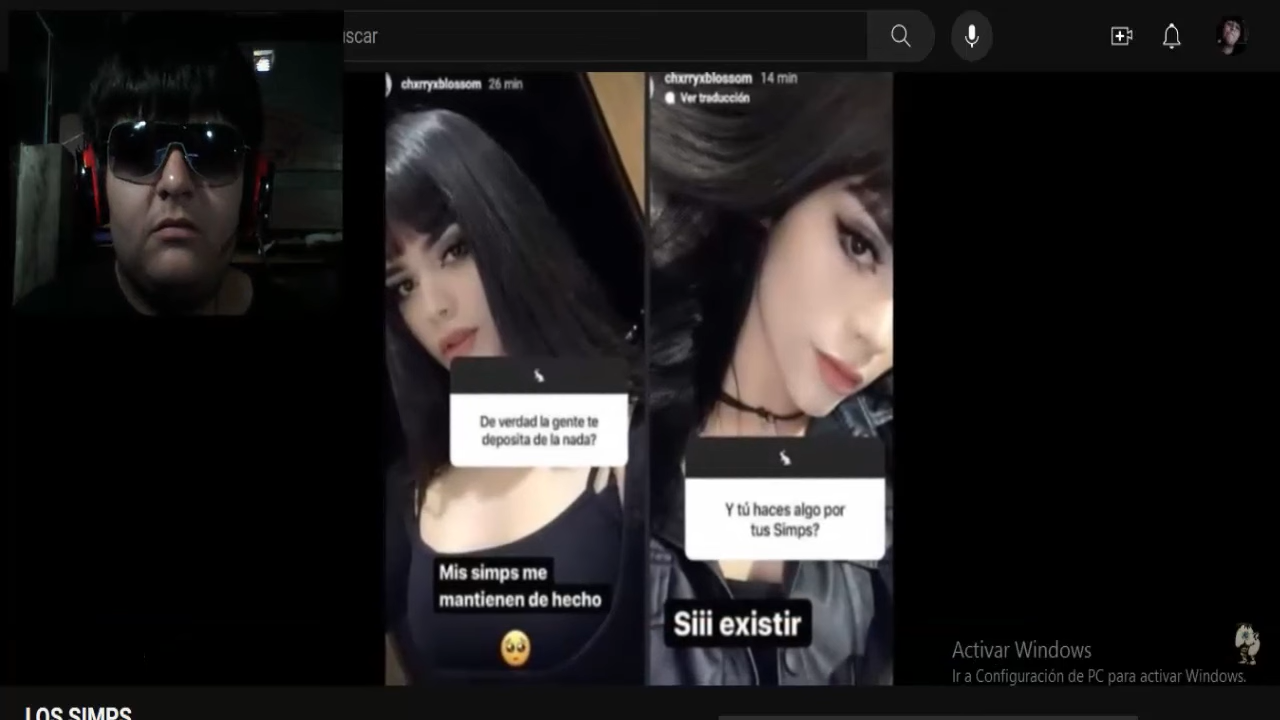 uscar
chxrryxblossom 26 min
De verdad la gente te
deposita de la nada?
Mis simps me
mantienen de hecho
chxrryxblossom 14 min
Ver traducción
Y tú haces algo por
tus Simps?
Siii existir
Activar Windows
Ir a Configuración de PC para activar Windows.
LOS SIMPS